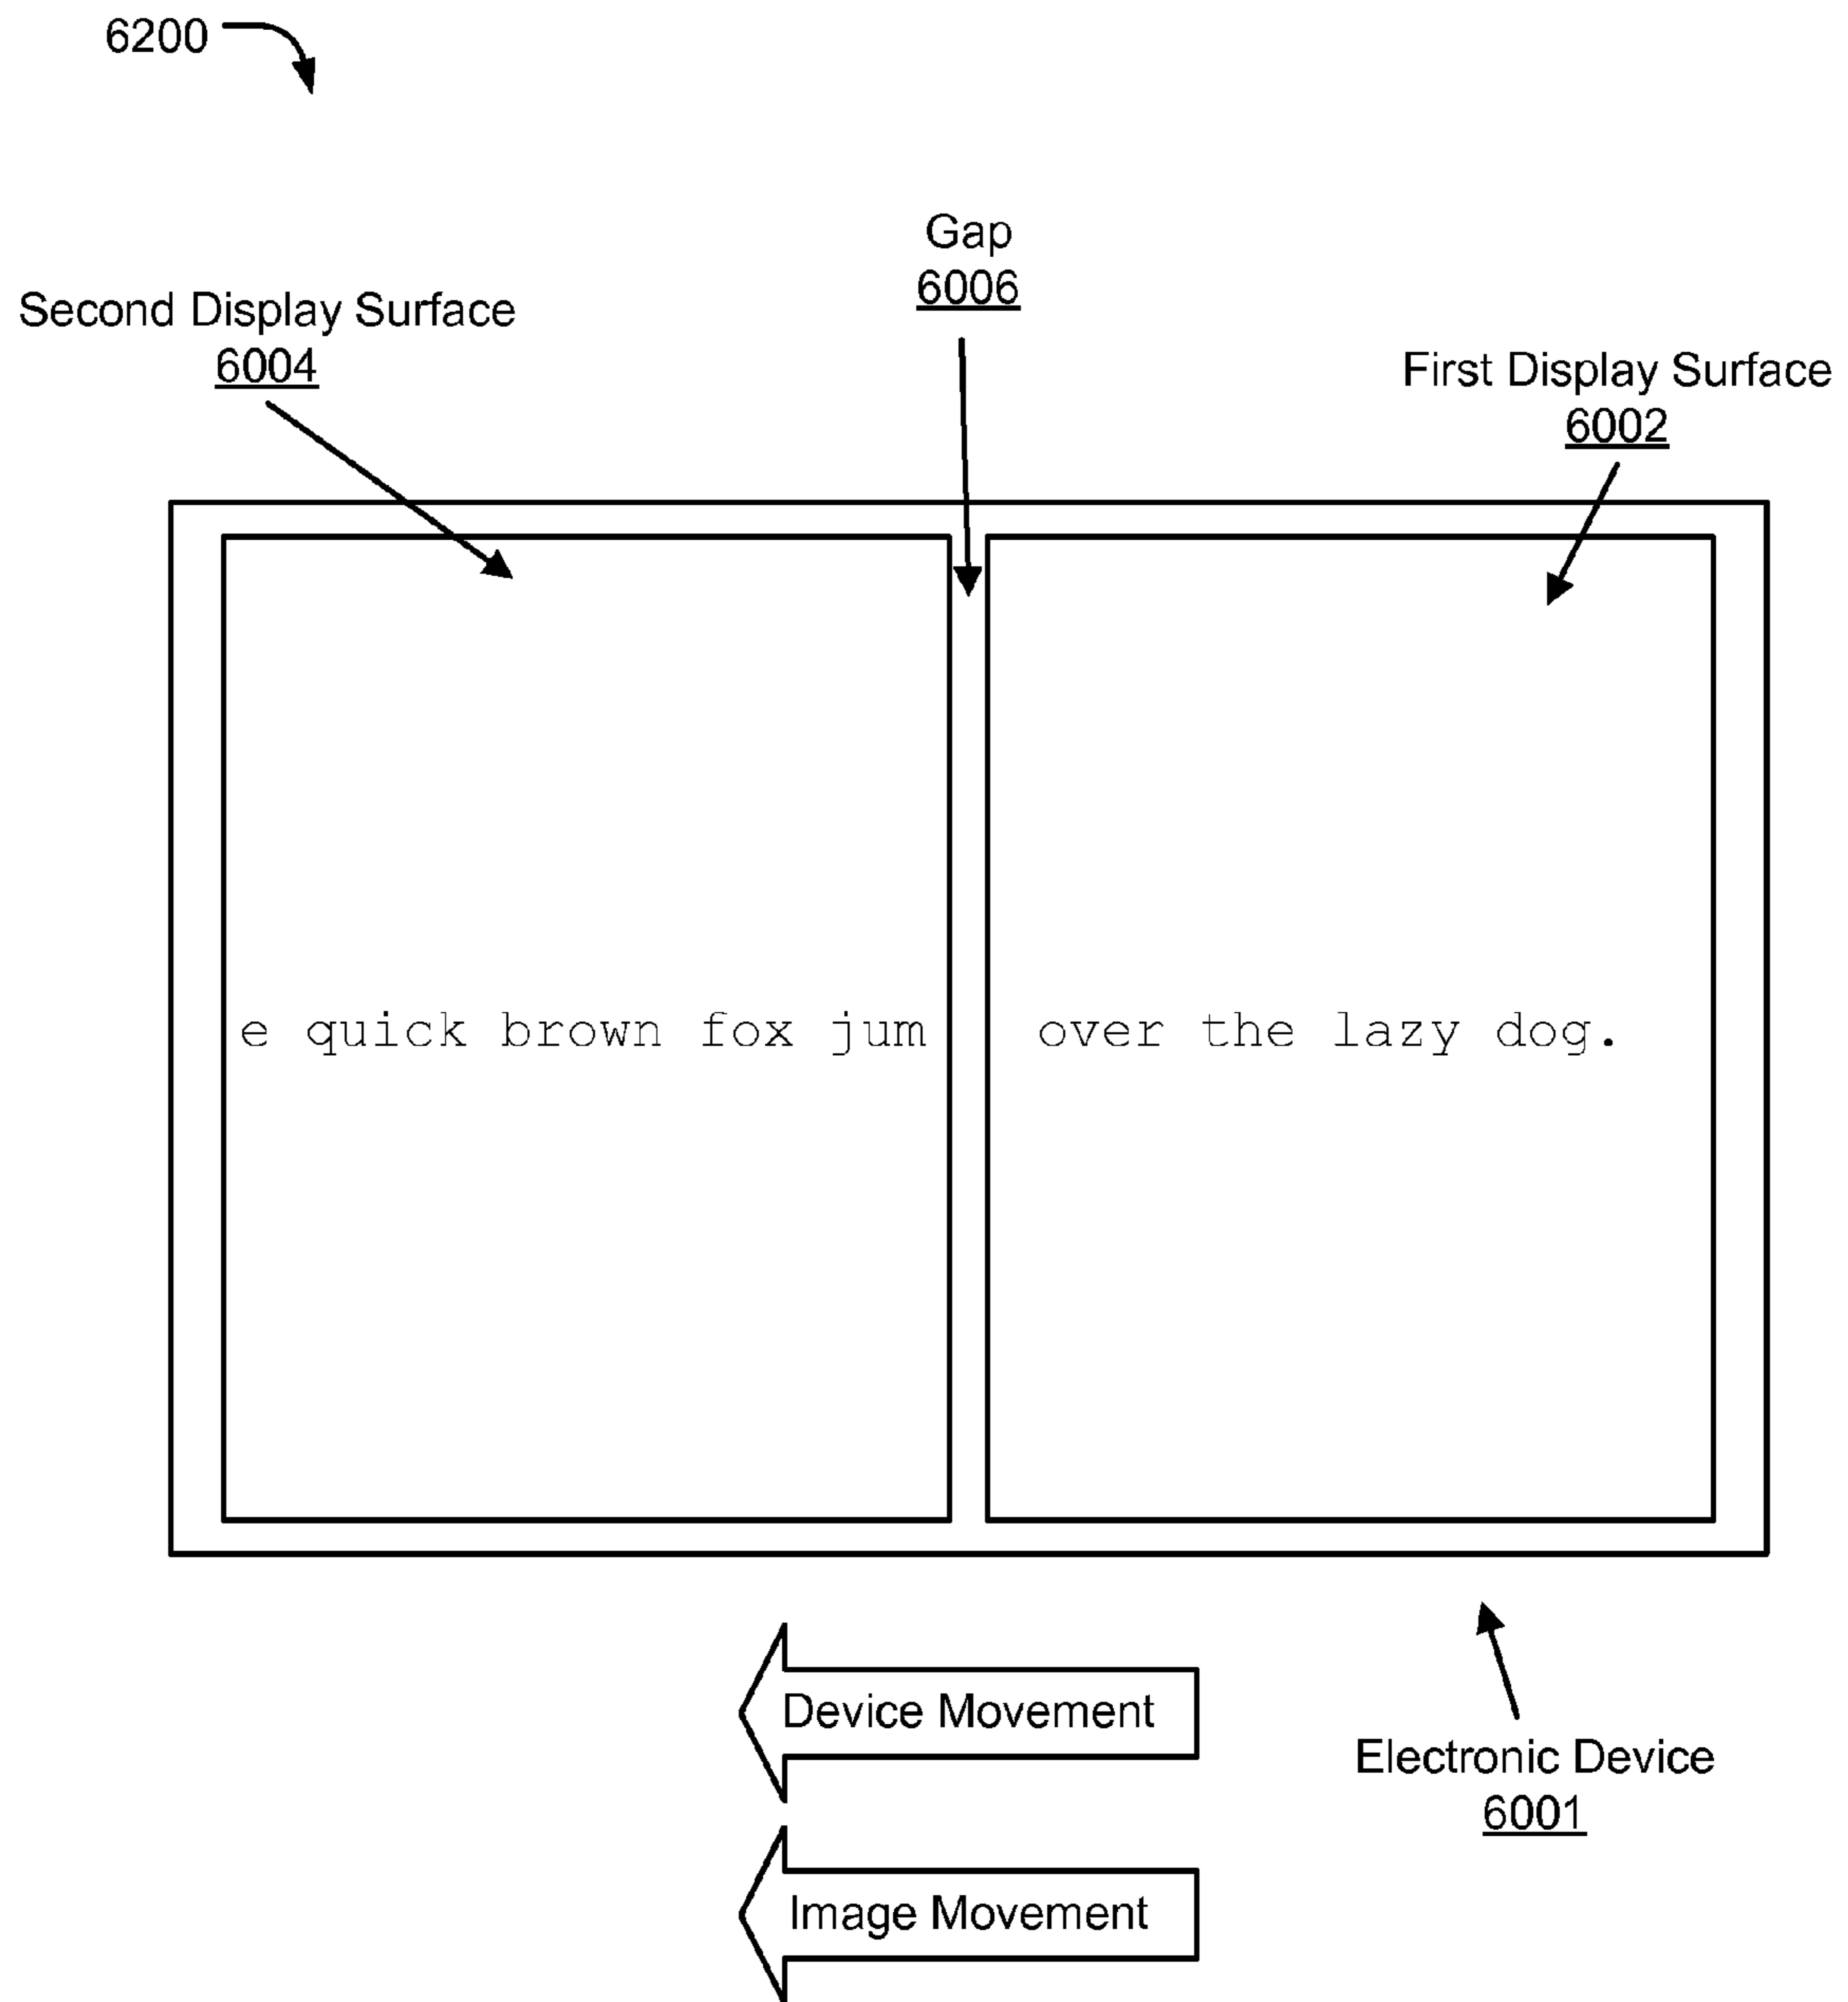 6200
Gap
6006
Second Display Surface
6004
First Display Surface
6002
e quick brown fox jum over the lazy dog.
Device Movement
Electronic Device
6001
Image Movement